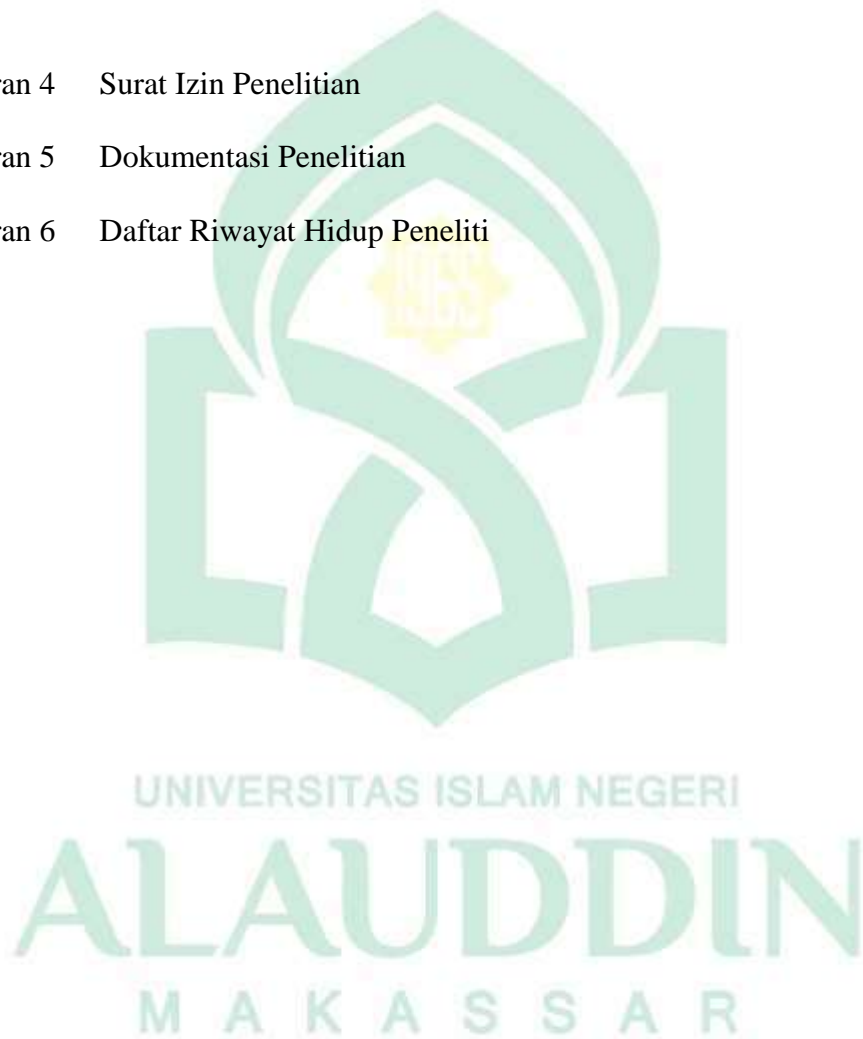 ran 4 Surat Izin Penelitian
ran 5 Dokumentasi Penelitian
ran 6 Daftar Riwayat Hidup Peneliti
UNIVERSITAS ISLAM NEGERI
ALAUDDIN
MAKASSAR